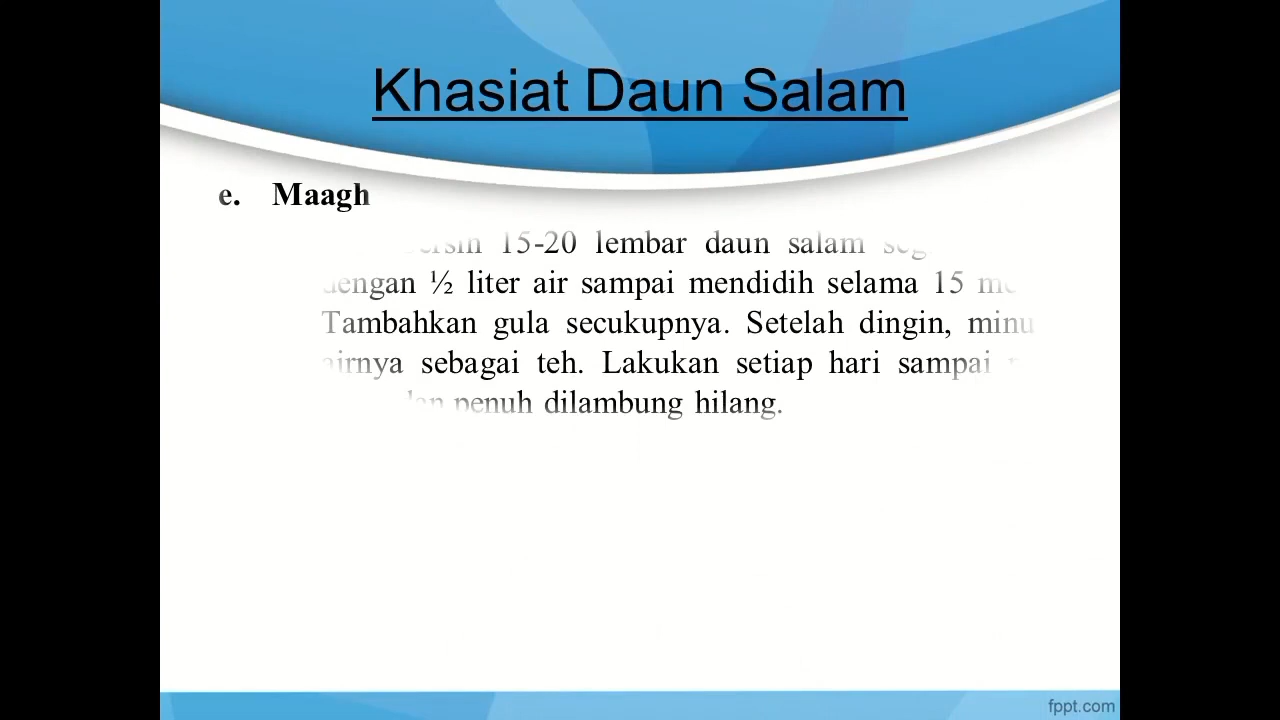 Khasiat Daun Salam
e. Maagh
15-20 lembar daun salam
dengan ½ liter air sampai mendidih selama 15
Tambahkan gula secukupnya. Setelah dingin,
airnya sebagai teh. Lakukan setiap hari sampai
penuh dilambung hilang.
fppt.com